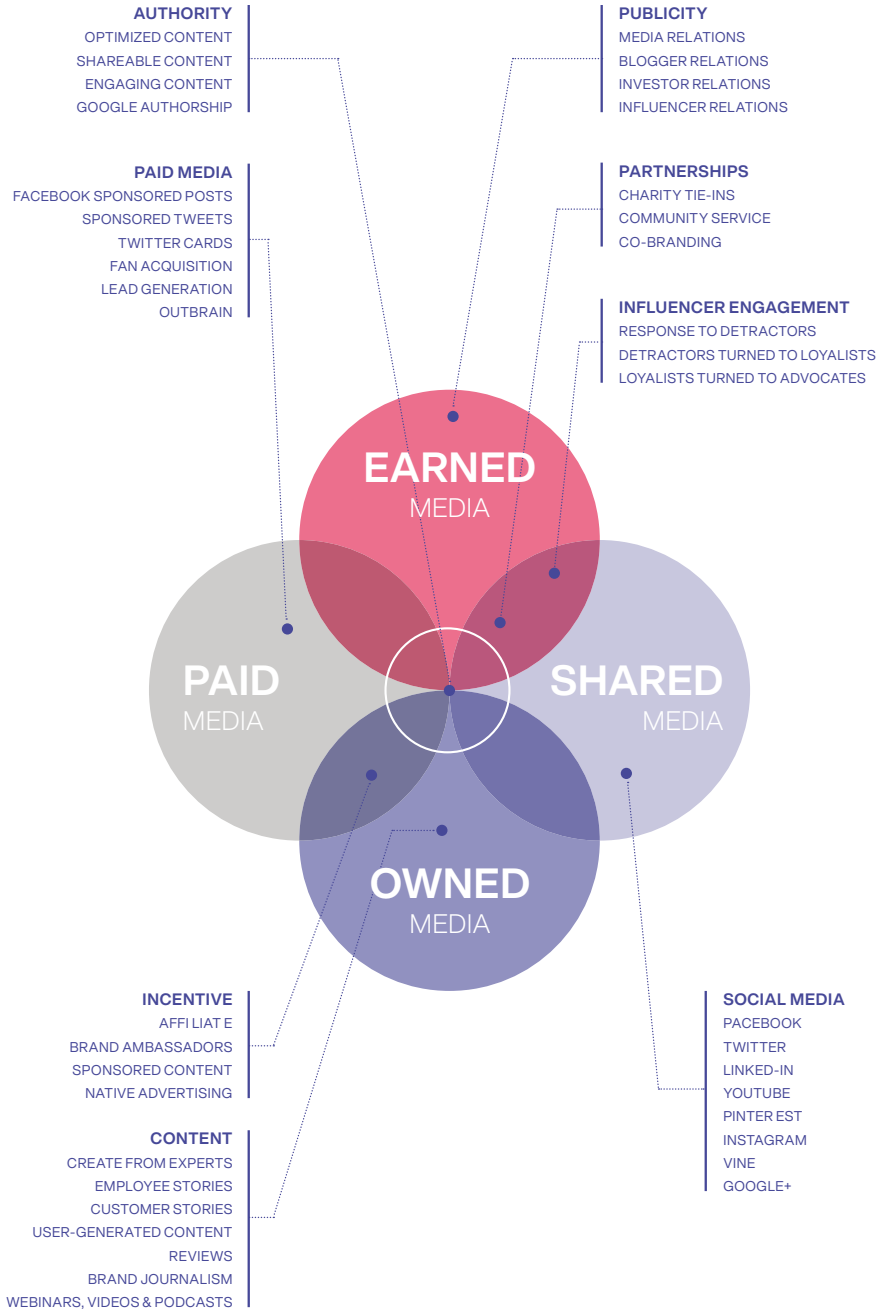 AUTHORITY
OPTIMIZED CONTENT
SHAREABLE CONTENT
ENGAGING CONTENT
GOOGLE AUTHORSHIP
PUBLICITY
MEDIA RELATIONS
BLOGGER RELATIONS
INVESTOR RELATIONS
INFLUENCER RELATIONS
PAID MEDIA
FACEBOOK SPONSORED POSTS
SPONSORED TWEETS
TWITTER CARDS
FAN ACQUISITION
LEAD GENERATION
OUTBRAIN
PARTNERSHIPS
CHARITY TIE-INS
COMMUNITY SERVICE
CO-BRANDING
INFLUENCER ENGAGEMENT
RESPONSE TO DETRACTORS
DETRACTORS TURNED TO LOYALISTS
LOYALISTS TURNED TO ADVOCATES
EARNED
MEDIA
PAID
MEDIA
SHARED
MEDIA
OWNED
MEDIA
INCENTIVE
AFFI LIAT E
BRAND AMBASSADORS
SPONSORED CONTENT
NATIVE ADVERTISING
CONTENT
CREATE FROM EXPERTS
EMPLOYEE STORIES
CUSTOMER STORIES
USER-GENERATED CONTENT
REVIEWS
BRAND JOURNALISM
WEBINARS, VIDEOS & PODCASTS
SOCIAL MEDIA
PACEBOOK
TWITTER
LINKED-IN
YOUTUBE
PINTER EST
INSTAGRAM
VINE
GOOGLE+